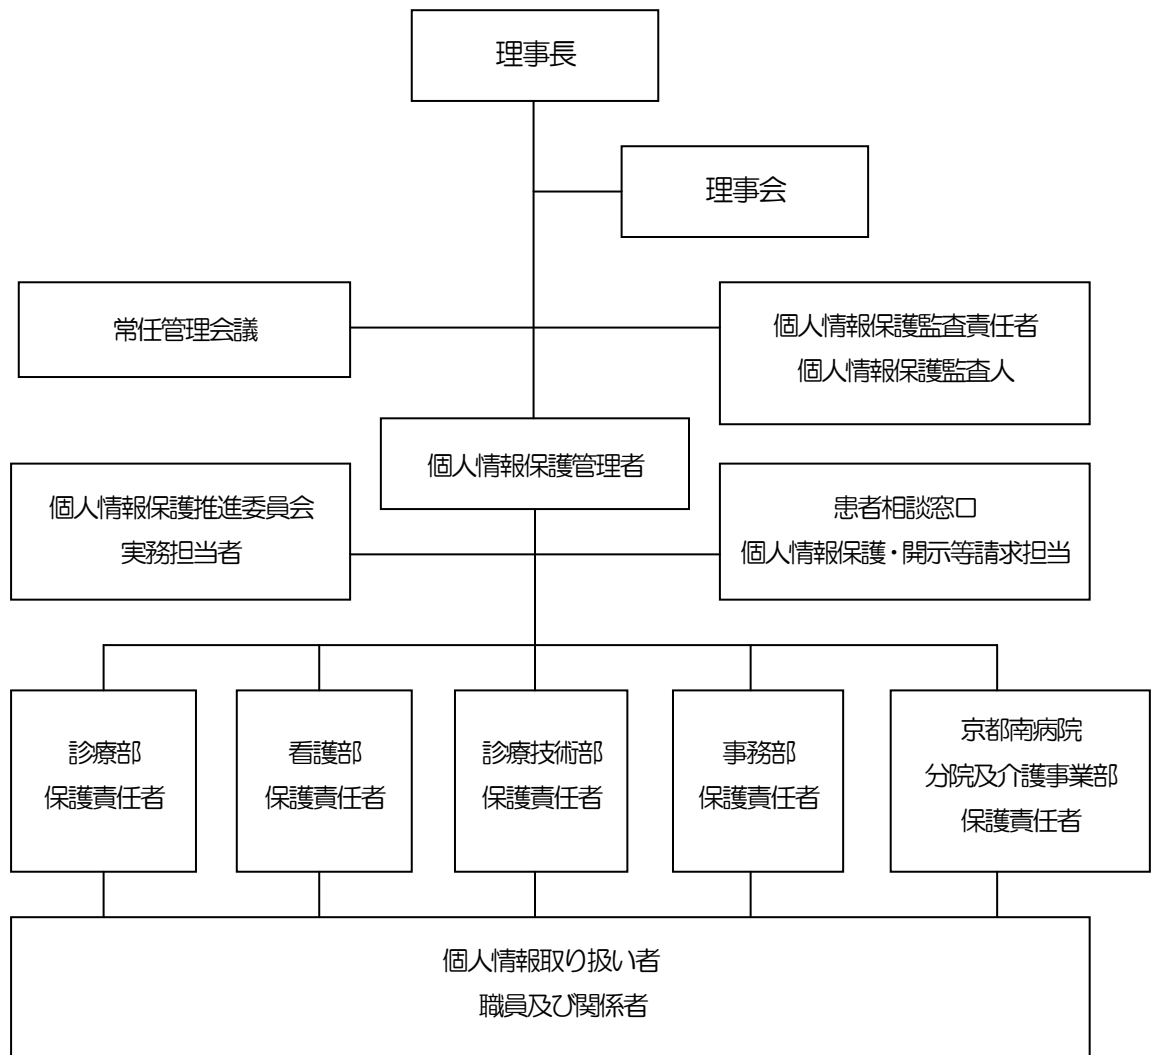 理事長
理事会
常任管理会議
個人情報保護監査責任者
個人情報保護監査人
個人情報保護管理者
個人情報保護推進委員会
実務担当者
患者相談窓口
個人情報保護・開示等請求担当
診療部
保護責任者
看護部
保護責任者
診療技術部
保護責任者
事務部
保護責任者
京都南病院
分院及介護事業部
保護責任者
個人情報取り扱い者
職員及び関係者